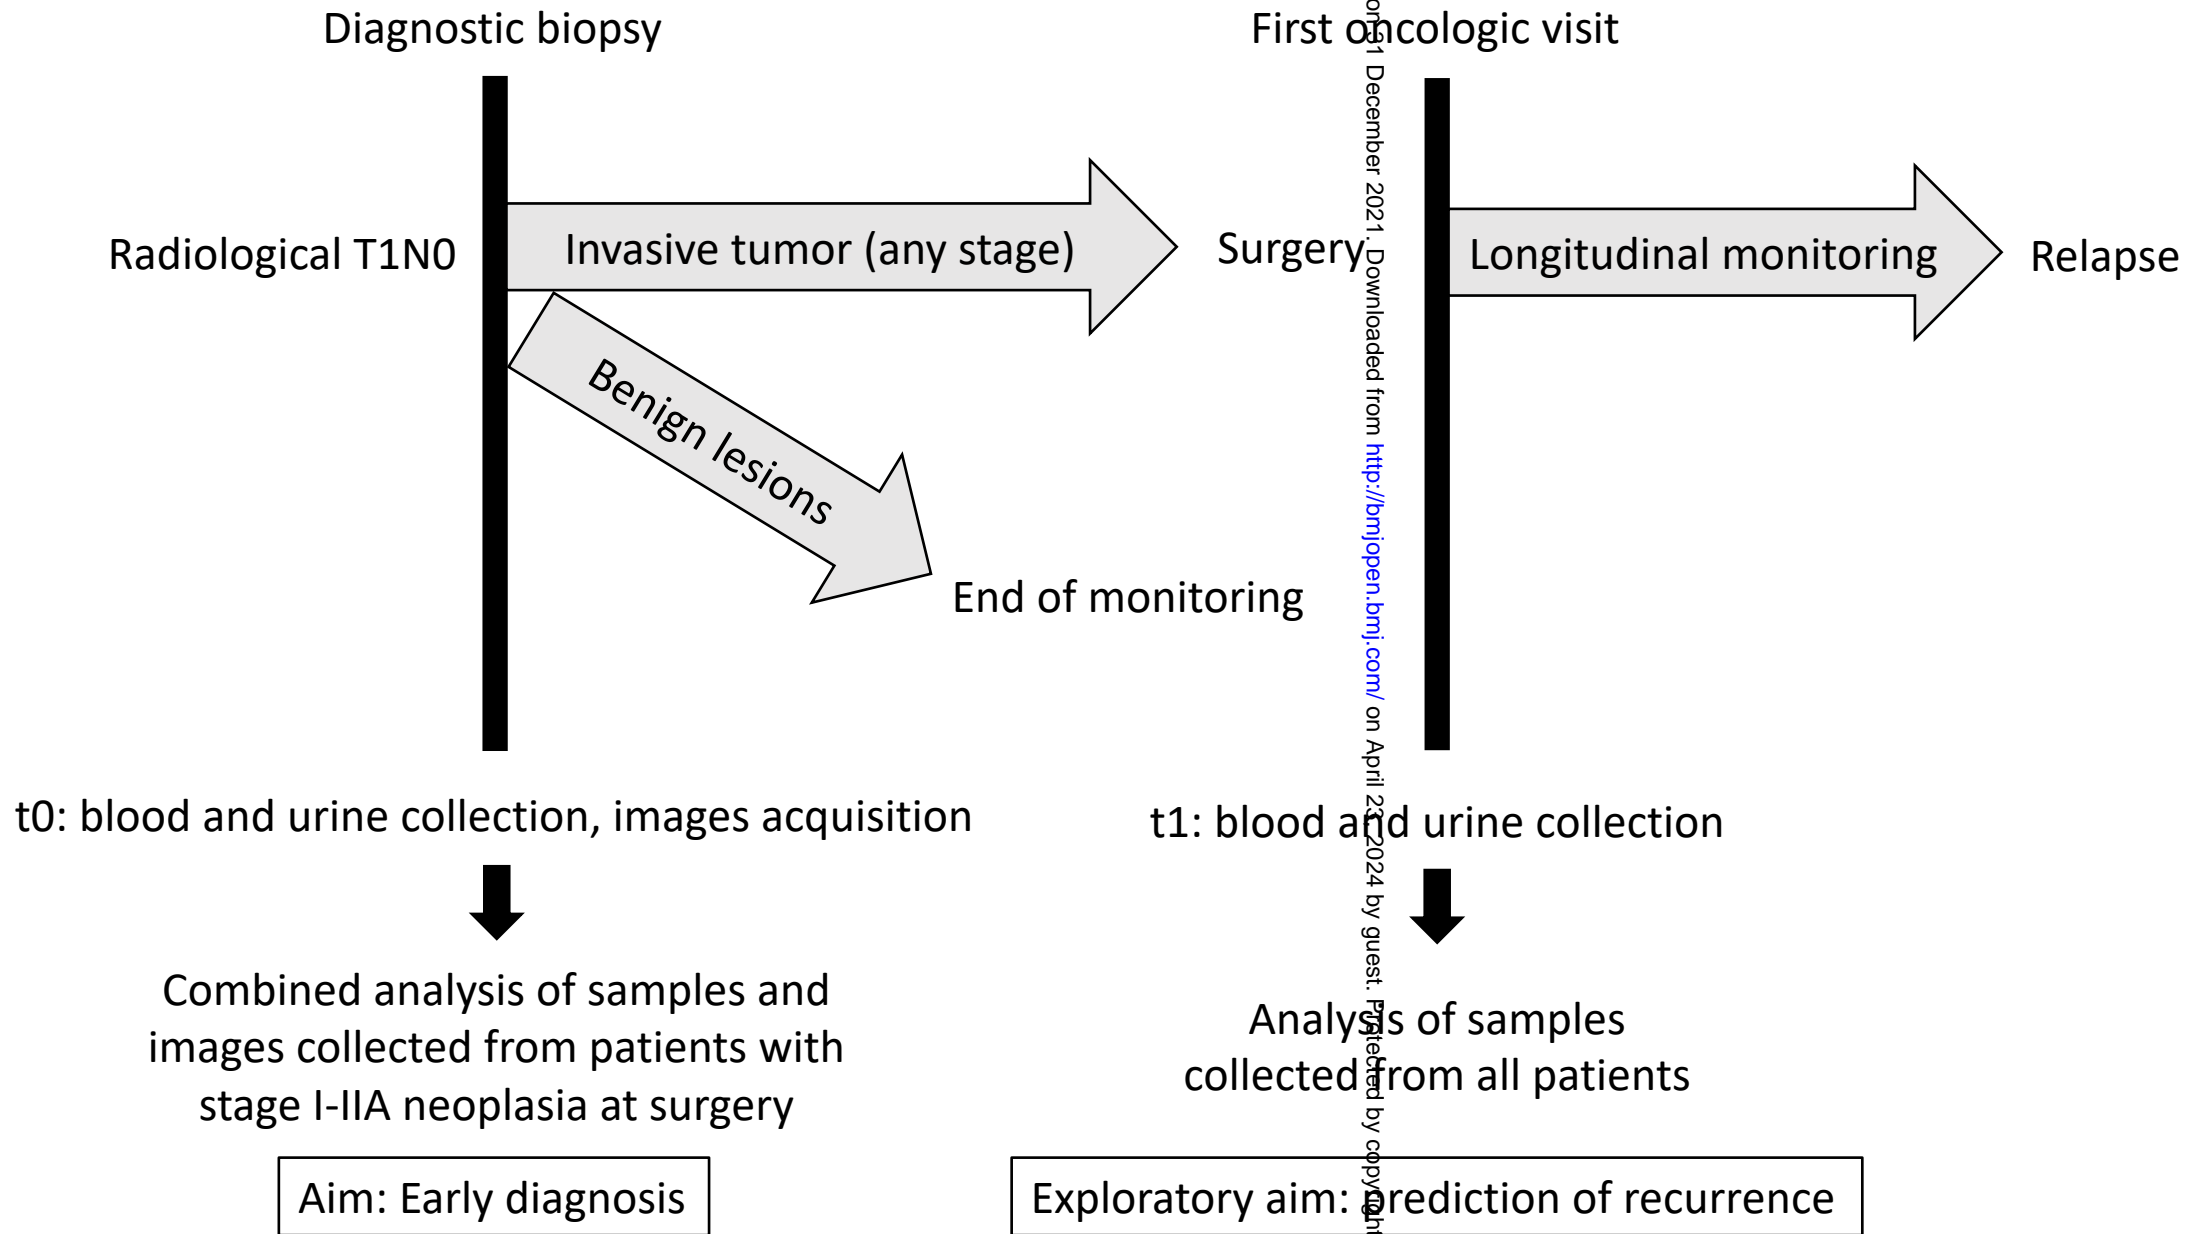 Diagnostic biopsy
First oncologic visit
Radiological T1N0
Invasive tumor (any stage)
Surgery
Longitudinal monitoring
Relapse
Benign lesions
End of monitoring
t0: blood and urine collection, images acquisition
t1: blood and urine collection
Combined analysis of samples and
images collected from patients with
stage I-IIA neoplasia at surgery
Analysis of samples
collected from all patients
Aim: Early diagnosis
Exploratory aim: prediction of recurrence
on 31 December 2021. Downloaded from http://bmjopen.bmj.com/ on April 23, 2024 by guest. Protected by copyright